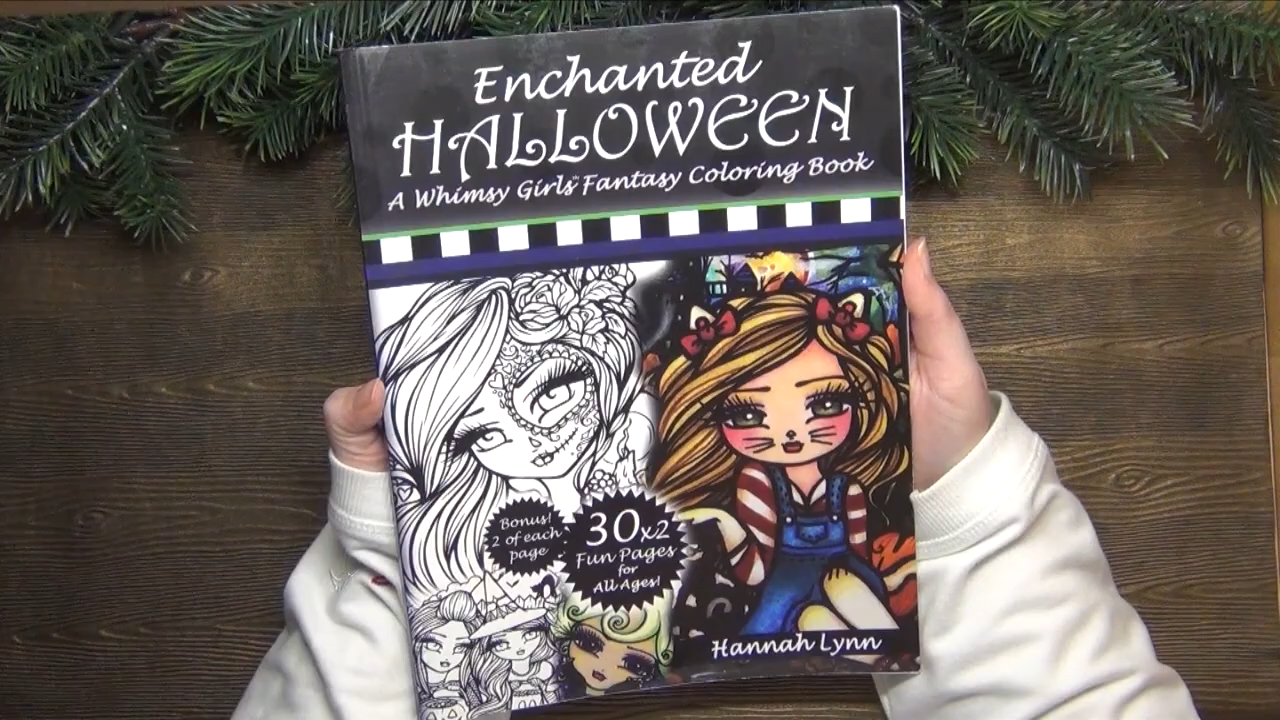 Enchanted
HALLOWEEN
A Whimsy Girls™ Fantasy Coloring Book
Bonus!
2 of each
page
30x2
Fun Pages
for
All Ages!
Hannah Lynn